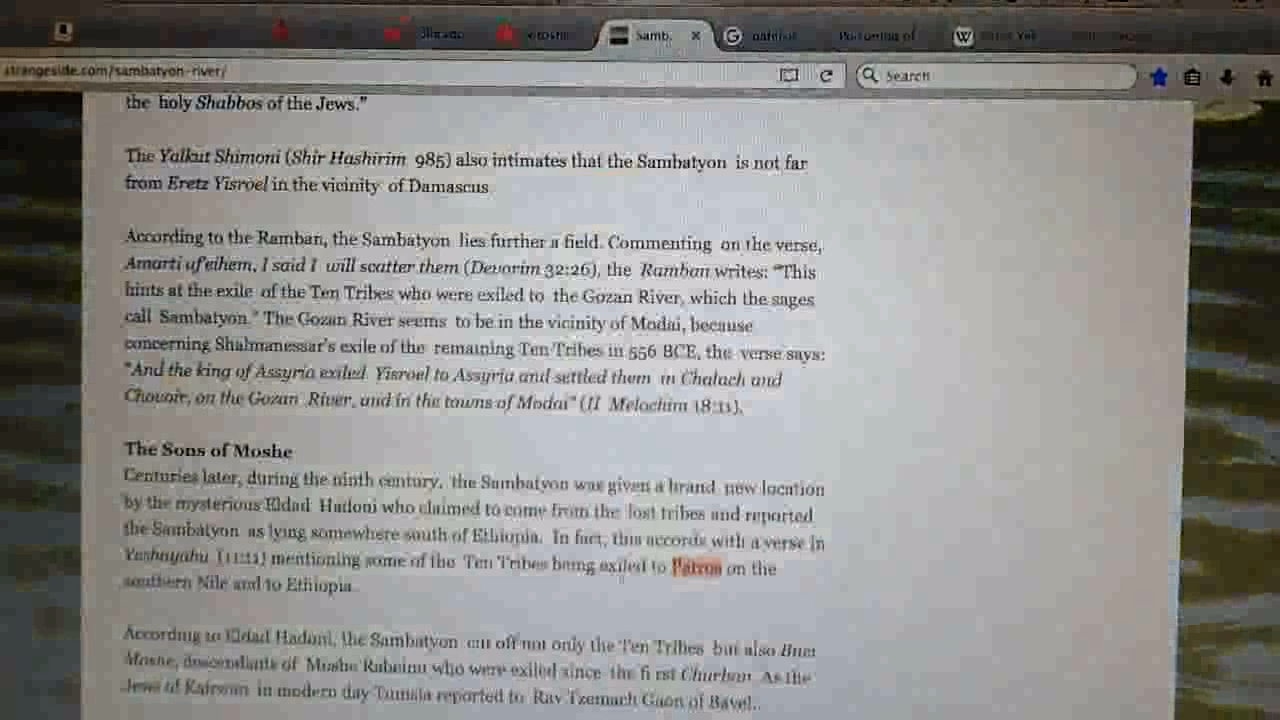 Samb.
strangeside.com/sambatyon-river/
Search
the holy Shabbos of the Jews."
The Yalkut Shimoni (Shir Hashirim 985) also intimates that the Sambatyon is not far
from Eretz Yisroel in the vicinity of Damascus.
According to the Ramban, the Sambatyon lies further a field. Commenting on the verse,
Amarti af'eihem, I said I will scatter them (Devorim 32:26), the Ramban writes: "This
hints at the exile of the Ten Tribes who were exiled to the Gozan River, which the sages
call Sambatyon." The Gozan River seems to be in the vicinity of Modai, because
concerning Shalmanessar's exile of the remaining Ten Tribes in 556 BCE, the verse says:
"And the king of Assyria exiled Yisroel to Assyria and settled them in Chalach and
Chovoir, on the Gozan River, and in the towns of Modai" (II Melachim 18:11).
The Sons of Moshe
Centuries later, during the ninth century, the Sambatyon was given a brand new location
by the mysterious Eldad Hadoni who claimed to come from the lost tribes and reported
the Sambatyon as lying somewhere south of Ethiopia. In fact, this accords with a verse in
Yeshayahu (11:11) mentioning some of the Ten Tribes being exiled to Patros on the
southern Nile and to Ethiopia.
According to Eldad Hadoni, the Sambatyon cut off not only the Ten Tribes but also Bnei
Moshe, descendants of Moshe Rabeinu who were exiled since the fi rst Churban. As the
Jews of Kairwan in modern day Tunisia reported to Rav Tzemach Gaon of Bavel..